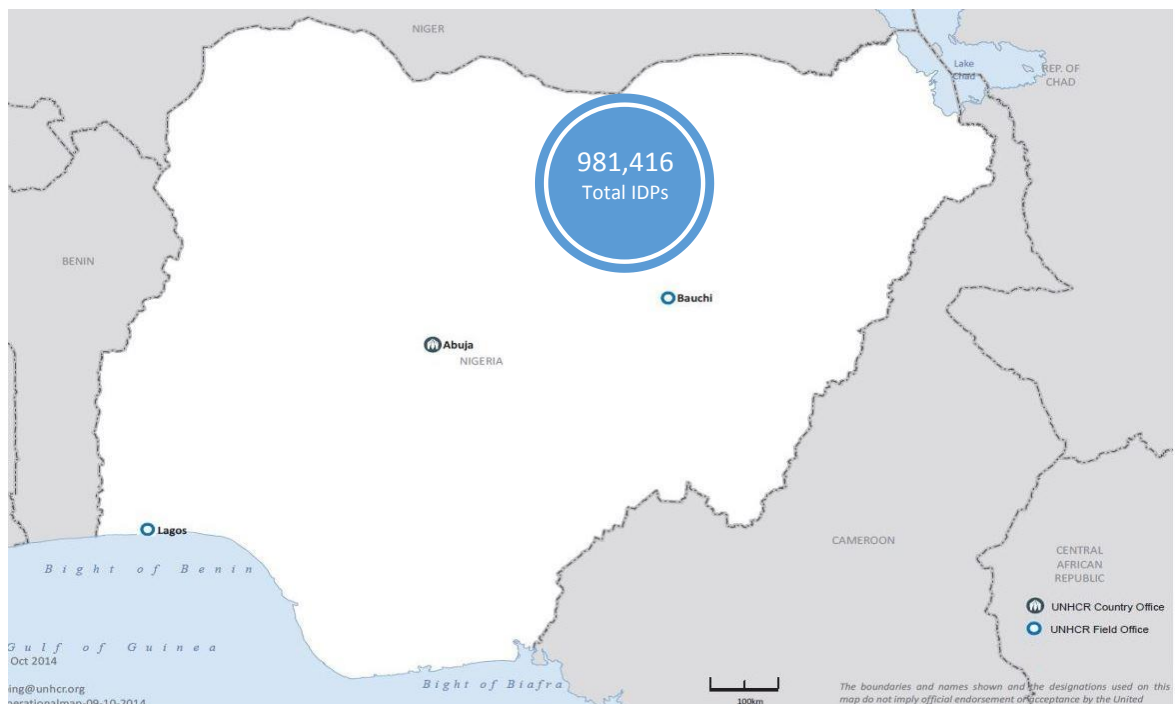 NIGER
Lake
Chad
REP. OF
CHAD
981,416
Total IDPs
BENIN
Bauchi
Abuja
NIGERIA
Lagos
CAMEROON
Bight of Benin
CENTRAL
AFRICAN
REPUBLIC
UNHCR Country Office
UNHCR Field Office
Gulf of Guinea
Oct 2014
Bight of Biafra
ing@unhcr.org
100km
The boundaries and names shown and the designations used on this
map do not imply official endorsement or acceptance by the United